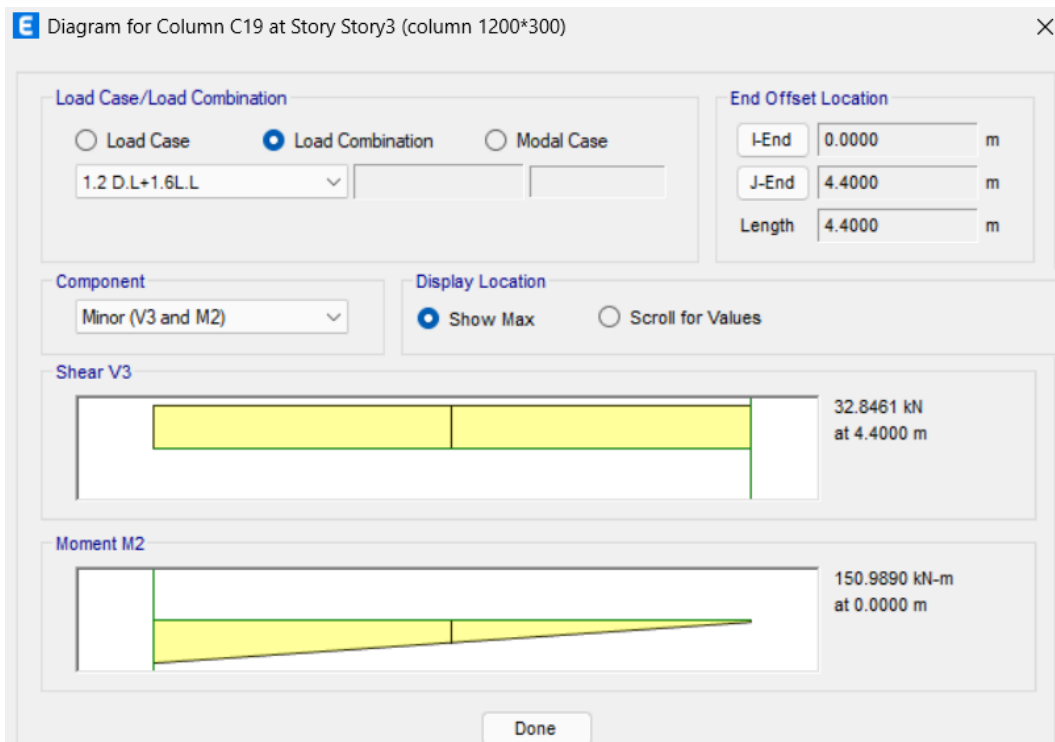 E Diagram for Column C19 at Story Story3 (column 1200*300)
Load Case/Load Combination
Load Case Load Combination Modal Case
1.2 D.L+1.6L.L
End Offset Location
I-End 0.0000 m
J-End 4.4000 m
Length 4.4000 m
Component
Minor (V3 and M2)
Display Location
Show Max Scroll for Values
Shear V3
32.8461 kN
at 4.4000 m
Moment M2
150.9890 kN-m
at 0.0000 m
Done